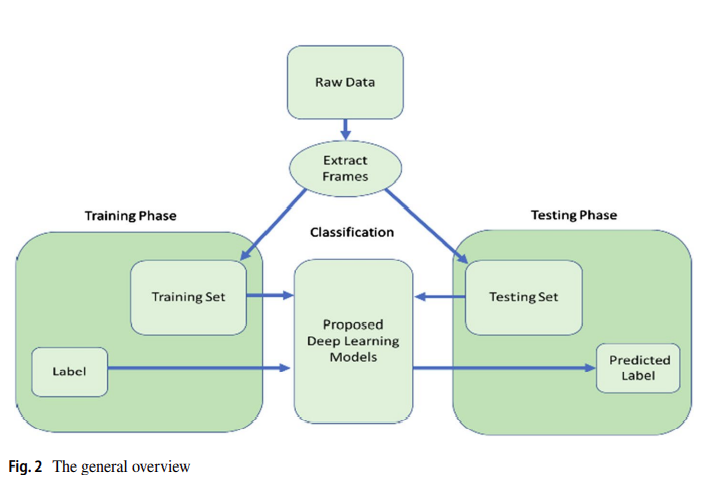 Raw Data
Extract
Frames
Training Phase
Testing Phase
Classification
Training Set
Testing Set
Proposed
Deep Learning
Models
Label
Predicted
Label
Fig. 2 The general overview